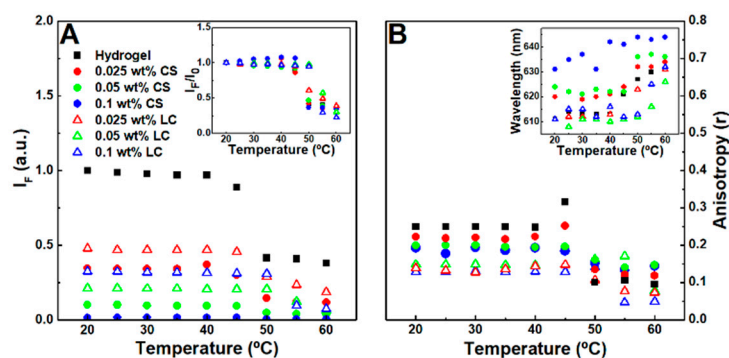 A
I_F (a.u.)
2.0
1.5
1.0
0.5
0.0
Hydrogel
0.025 wt% CS
0.05 wt% CS
0.1 wt% CS
0.025 wt% LC
0.05 wt% LC
0.1 wt% LC
I_F/I_0
1.5
1.0
0.5
0.0
20 30 40 50 60
Temperature (ºC)
20 30 40 50 60
Temperature (ºC)
B
Wavelength (nm)
640
630
620
610
20 30 40 50 60
Temperature (ºC)
0.8
0.7
0.6
0.5
0.4
0.3
0.2
0.1
0.0
Anisotropy (r)
20 30 40 50 60
Temperature (ºC)